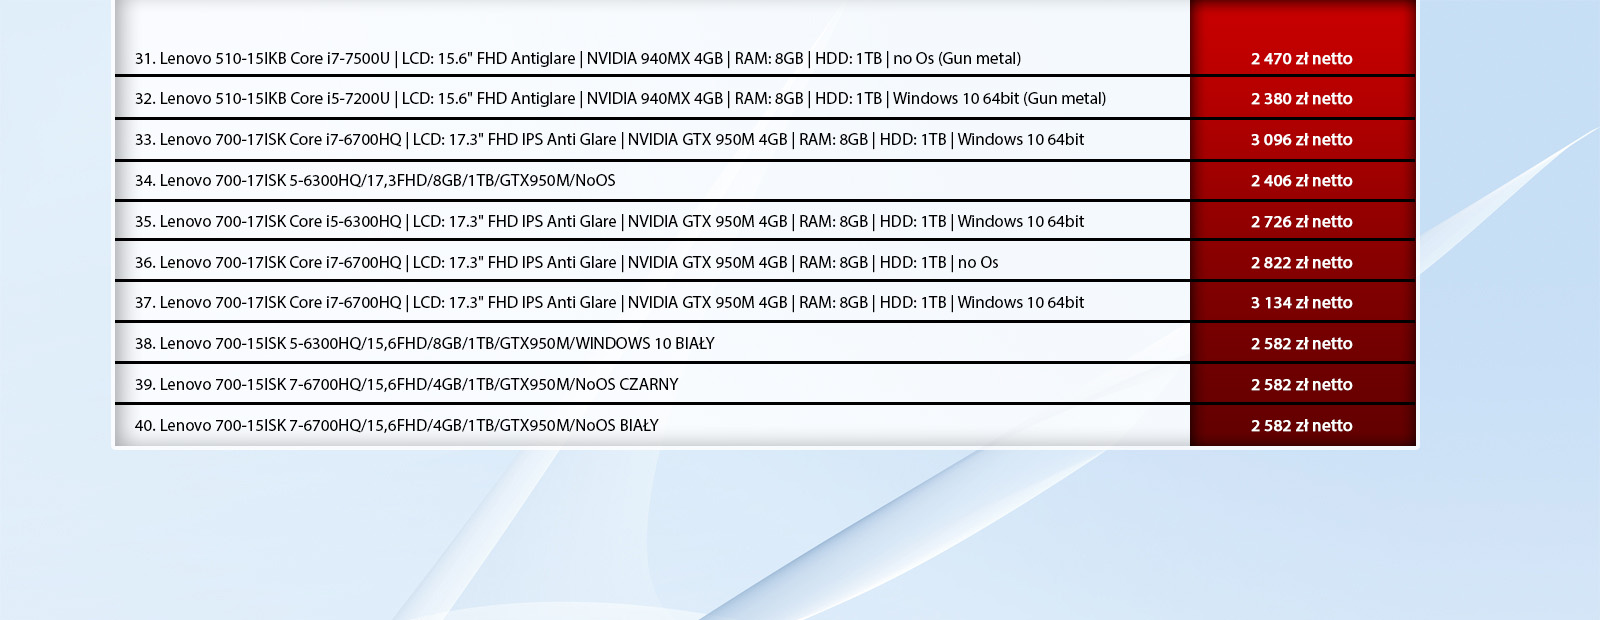 31. Lenovo 510-15IKB Core i7-7500U | LCD: 15.6" FHD Antiglare | NVIDIA 940MX 4GB | RAM: 8GB | HDD: 1TB | no Os (Gun metal) 2 470 zł netto
32. Lenovo 510-15IKB Core i5-7200U | LCD: 15.6" FHD Antiglare | NVIDIA 940MX 4GB | RAM: 8GB | HDD: 1TB | Windows 10 64bit (Gun metal) 2 380 zł netto
33. Lenovo 700-17ISK Core i7-6700HQ | LCD: 17.3" FHD IPS Anti Glare | NVIDIA GTX 950M 4GB | RAM: 8GB | HDD: 1TB | Windows 10 64bit 3 096 zł netto
34. Lenovo 700-17ISK 5-6300HQ/17,3FHD/8GB/1TB/GTX950M/NoOS 2 406 zł netto
35. Lenovo 700-17ISK Core i5-6300HQ | LCD: 17.3" FHD IPS Anti Glare | NVIDIA GTX 950M 4GB | RAM: 8GB | HDD: 1TB | Windows 10 64bit 2 726 zł netto
36. Lenovo 700-17ISK Core i7-6700HQ | LCD: 17.3" FHD IPS Anti Glare | NVIDIA GTX 950M 4GB | RAM: 8GB | HDD: 1TB | no Os 2 822 zł netto
37. Lenovo 700-17ISK Core i7-6700HQ | LCD: 17.3" FHD IPS Anti Glare | NVIDIA GTX 950M 4GB | RAM: 8GB | HDD: 1TB | Windows 10 64bit 3 134 zł netto
38. Lenovo 700-15ISK 5-6300HQ/15,6FHD/8GB/1TB/GTX950M/WINDOWS 10 BIAŁY 2 582 zł netto
39. Lenovo 700-15ISK 7-6700HQ/15,6FHD/4GB/1TB/GTX950M/NoOS CZARNY 2 582 zł netto
40. Lenovo 700-15ISK 7-6700HQ/15,6FHD/4GB/1TB/GTX950M/NoOS BIAŁY 2 582 zł netto